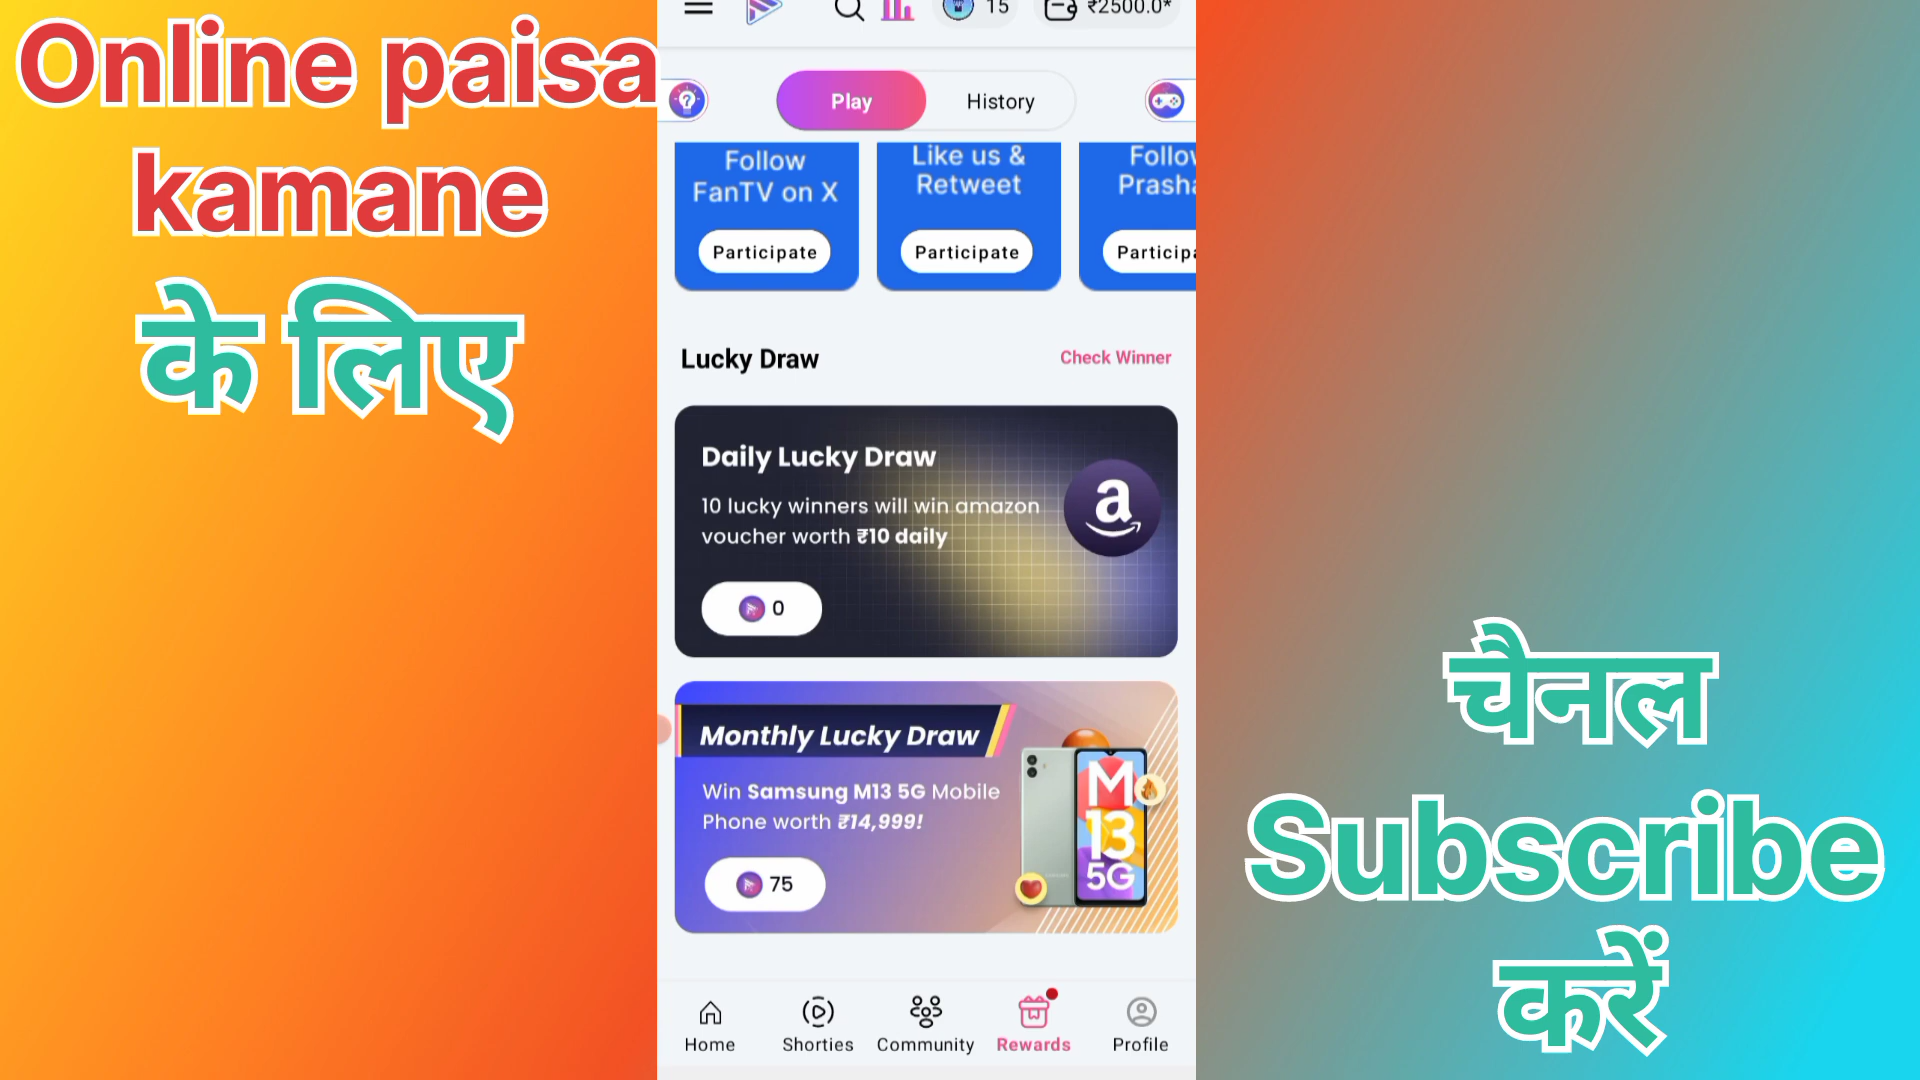 Online paisa
kamane
के लिए
15
₹2500.0*
Play
History
Follow
FanTV on X
Participate
Like us &
Retweet
Participate
Lucky Draw
Check Winner
Daily Lucky Draw
10 lucky winners will win amazon
voucher worth ₹10 daily
a
0
Monthly Lucky Draw
Win Samsung M13 5G Mobile
Phone worth ₹14,999!
75
M
13
5G
Home
Shorties
Community
Rewards
Profile
चैनल
Subscribe
करें